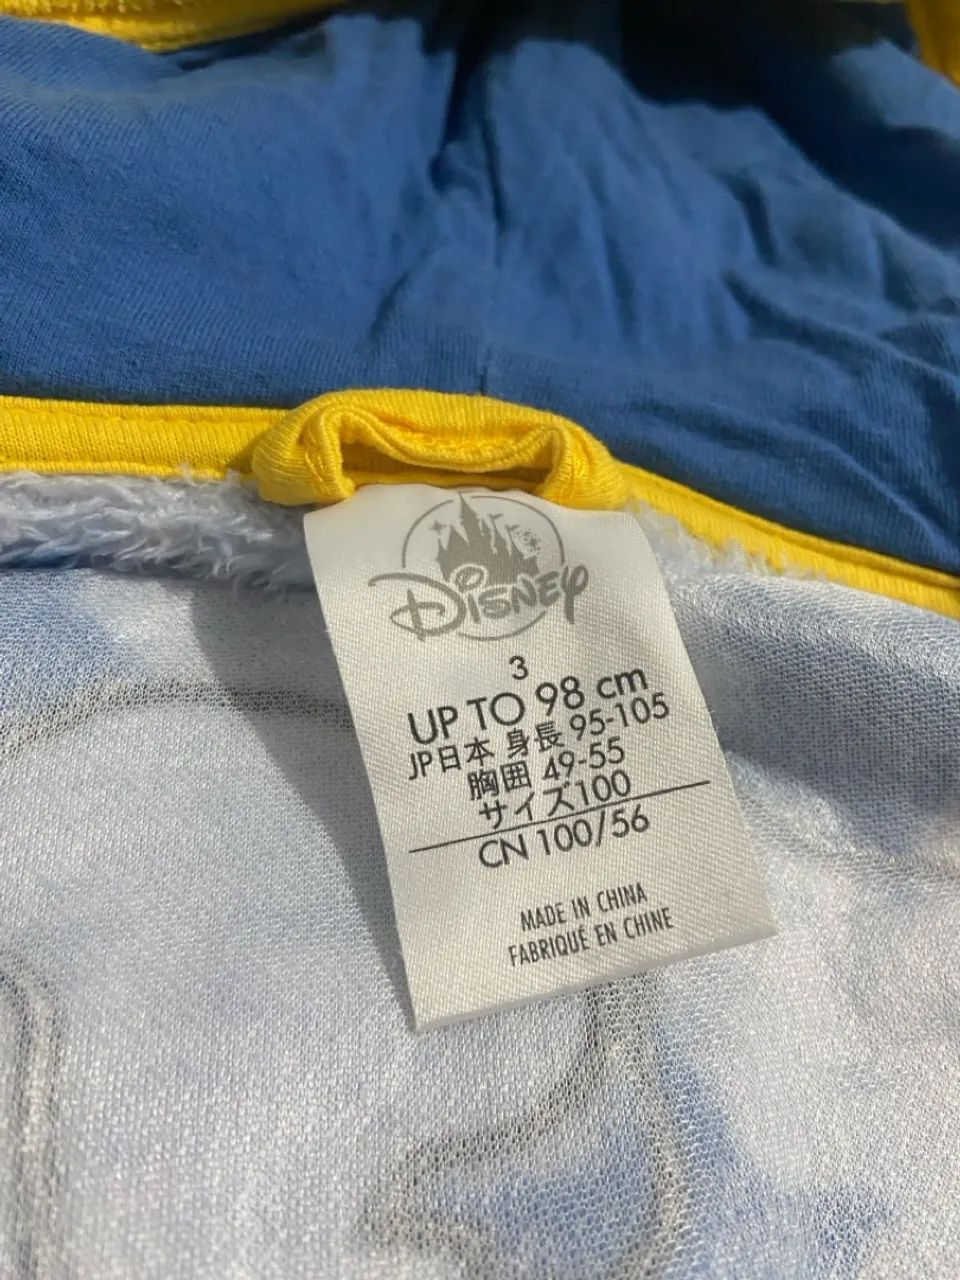 Disney
3
UP TO 98 cm
JP日本 身長 95-105
胸囲 49-55
サイズ100
CN 100/56
MADE IN CHINA
FABRIQUÉ EN CHINE